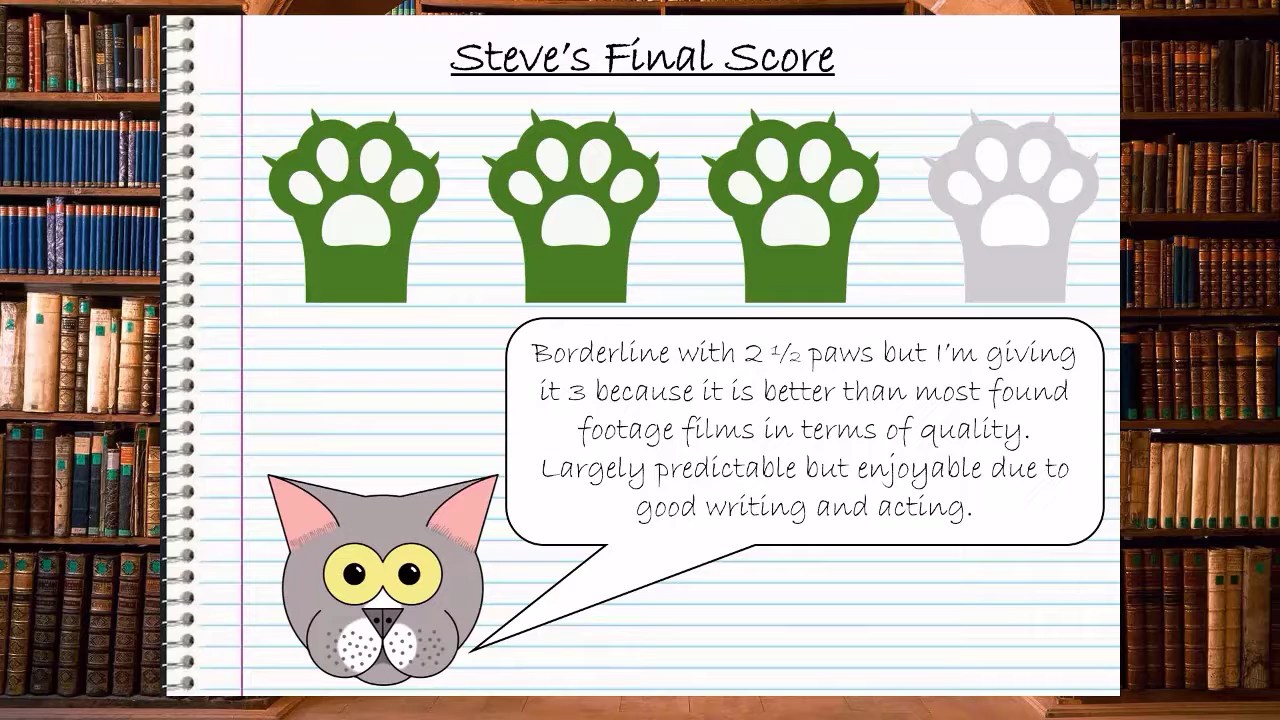 Steve's Final Score
Borderline with 2 ½ paws but I'm giving
it 3 because it is better than most found
footage films in terms of quality.
Largely predictable but enjoyable due to
good writing and acting.